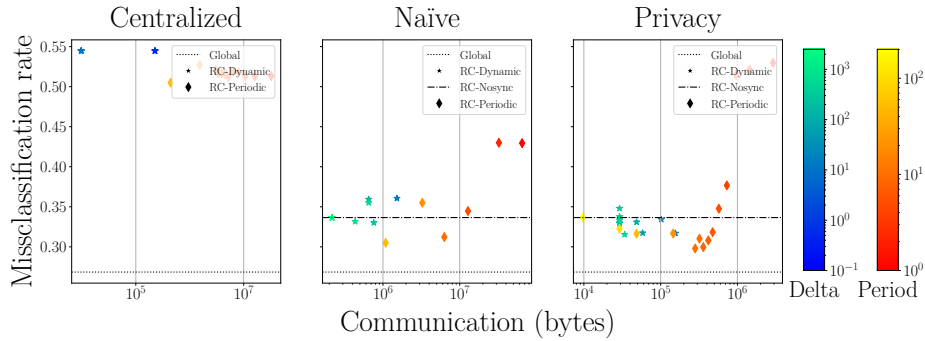 Centralized
Naïve
Privacy
Missclassification rate
0.55
0.50
0.45
0.40
0.35
0.30
Global
RC-Dynamic
RC-Periodic
Global
RC-Dynamic
RC-Nosync
RC-Periodic
Global
RC-Dynamic
RC-Nosync
RC-Periodic
10^5
10^7
10^6
10^7
10^4
10^5
10^6
10^3
10^2
10^1
10^0
10^-1
10^2
10^1
10^0
Delta
Period
Communication (bytes)